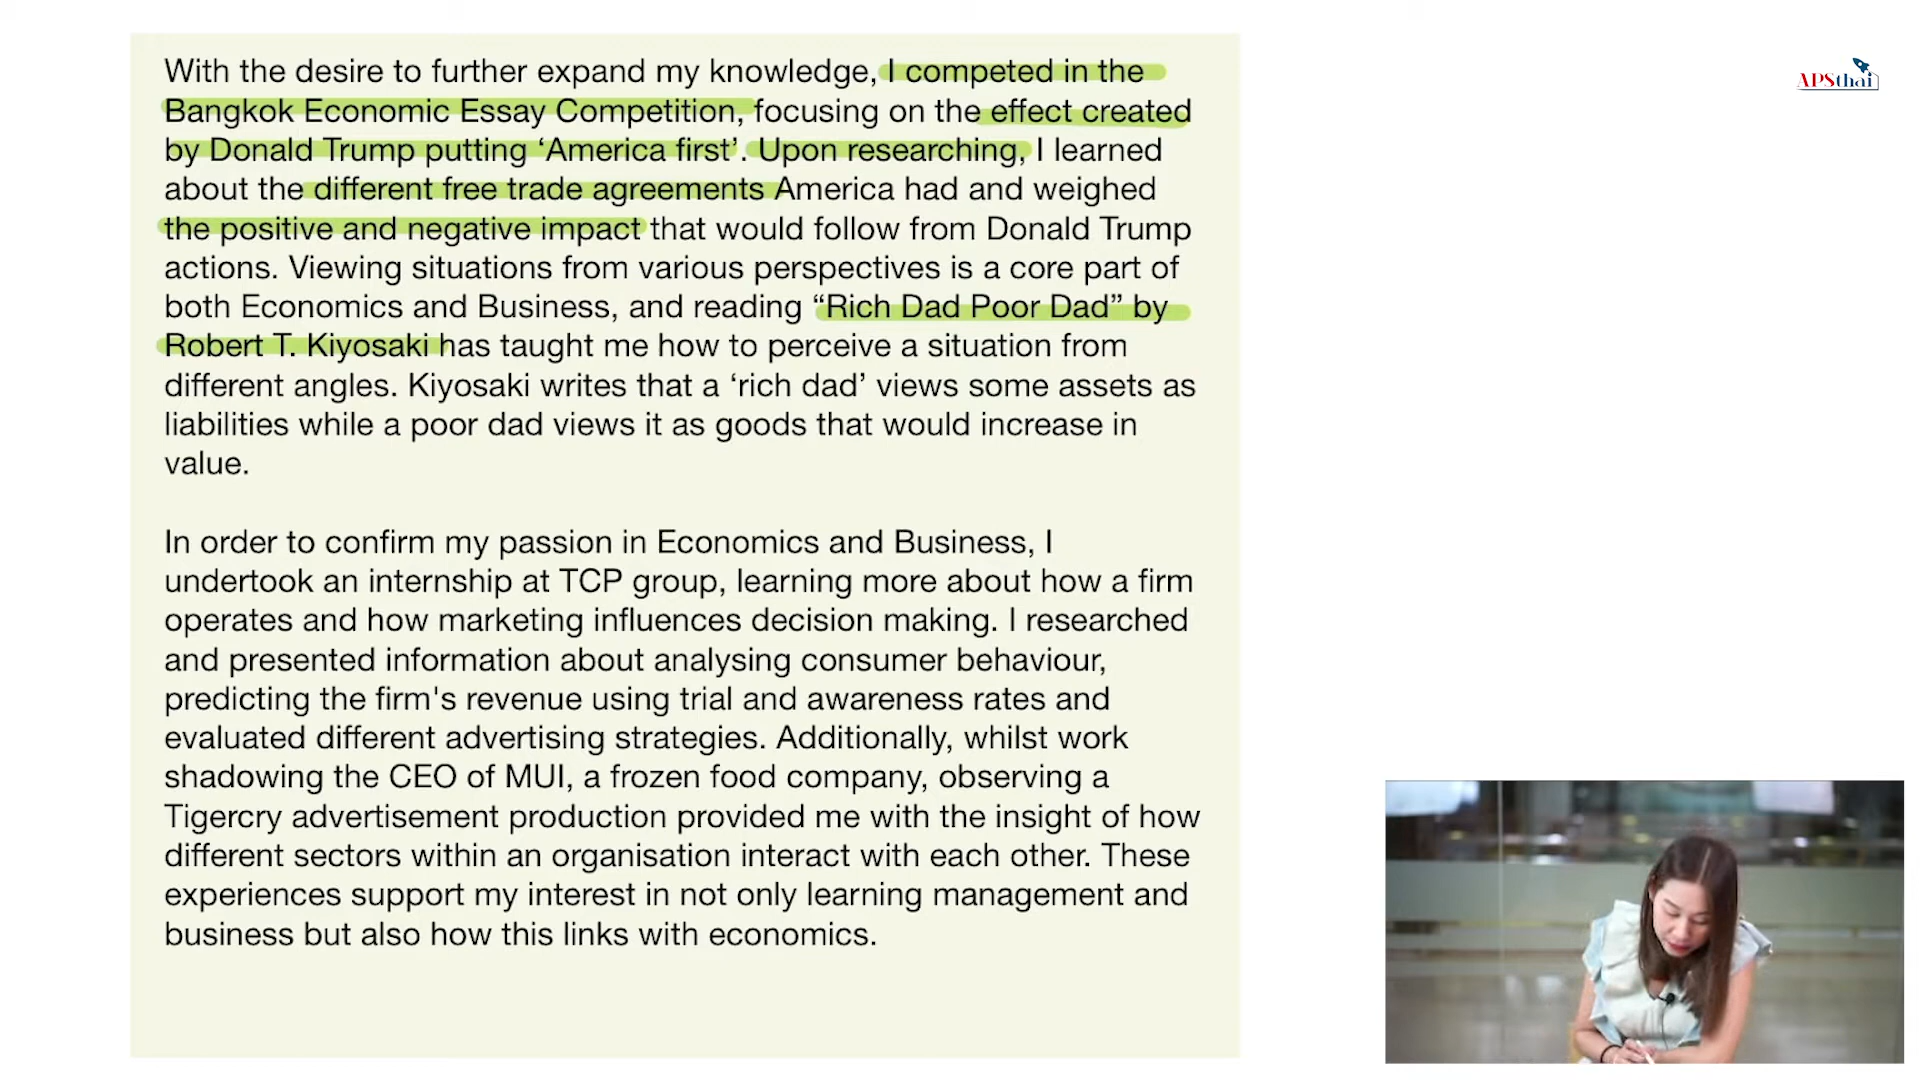 With the desire to further expand my knowledge, I competed in the
Bangkok Economic Essay Competition, focusing on the effect created
by Donald Trump putting ‘America first’. Upon researching, I learned
about the different free trade agreements America had and weighed
the positive and negative impact that would follow from Donald Trump
actions. Viewing situations from various perspectives is a core part of
both Economics and Business, and reading “Rich Dad Poor Dad” by
Robert T. Kiyosaki has taught me how to perceive a situation from
different angles. Kiyosaki writes that a ‘rich dad’ views some assets as
liabilities while a poor dad views it as goods that would increase in
value.
In order to confirm my passion in Economics and Business, I
undertook an internship at TCP group, learning more about how a firm
operates and how marketing influences decision making. I researched
and presented information about analysing consumer behaviour,
predicting the firm's revenue using trial and awareness rates and
evaluated different advertising strategies. Additionally, whilst work
shadowing the CEO of MUI, a frozen food company, observing a
Tigercry advertisement production provided me with the insight of how
different sectors within an organisation interact with each other. These
experiences support my interest in not only learning management and
business but also how this links with economics.
APSthai